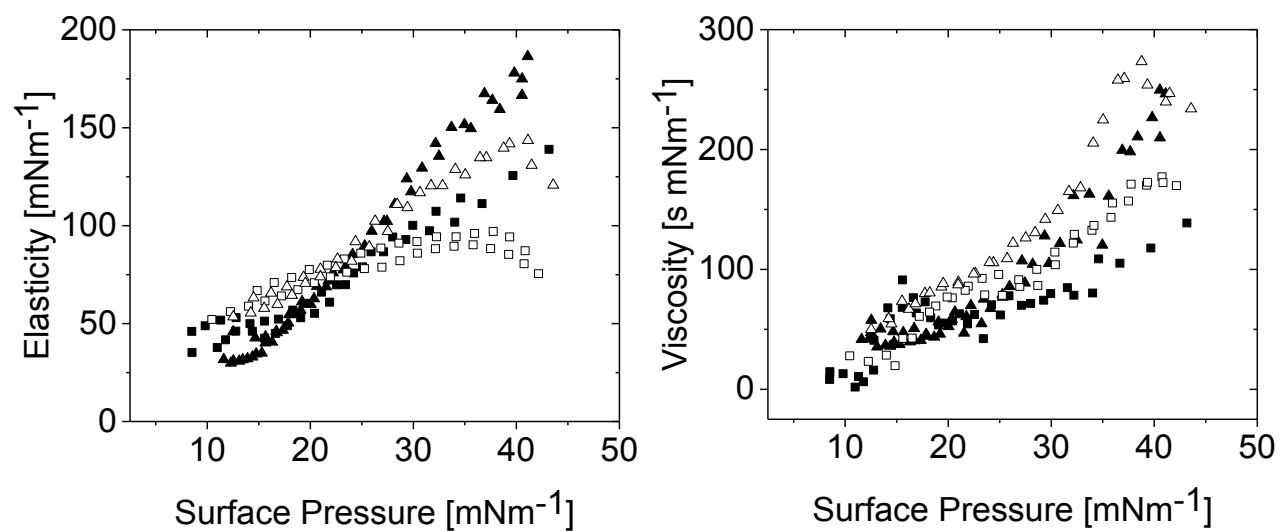 200
150
100
50
0
Elasticity [mNm⁻¹]
10 20 30 40 50
Surface Pressure [mNm⁻¹]
300
200
100
0
Viscosity [s mNm⁻¹]
10 20 30 40 50
Surface Pressure [mNm⁻¹]